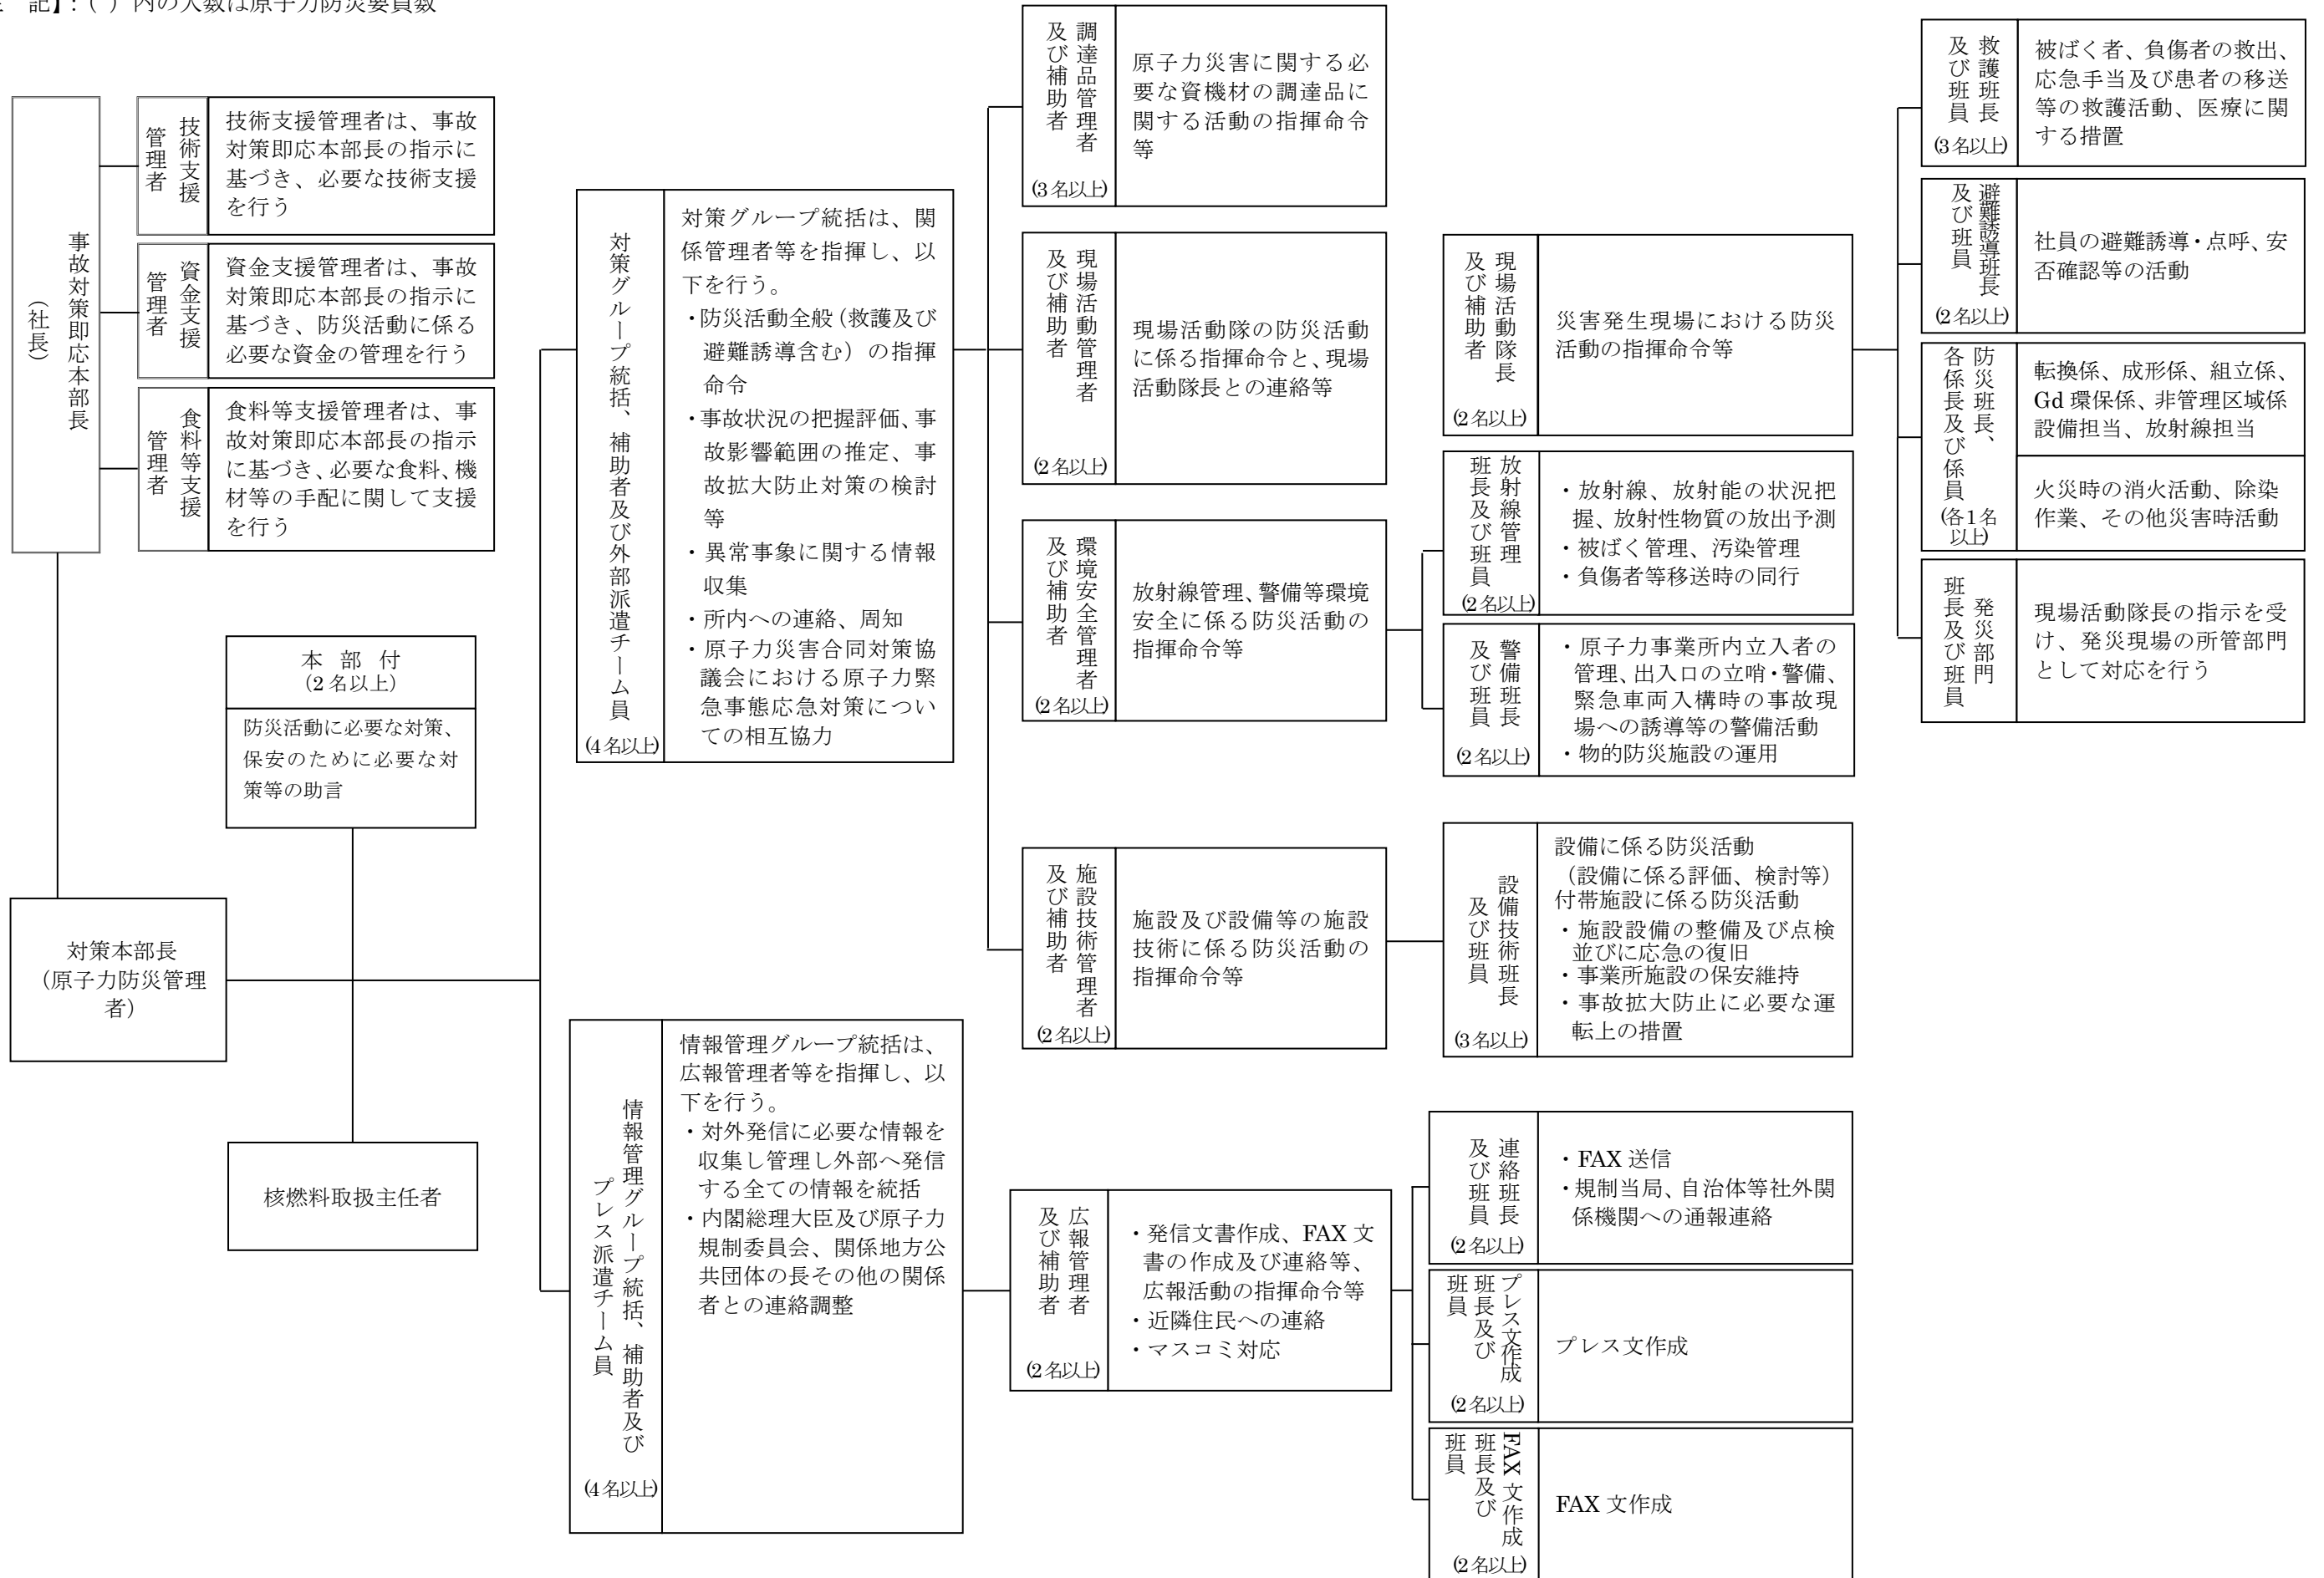 記】：( ) 内の人数は原子力防災要員数
事故対策即応本部長
（社長）
技術支援
管理者
技術支援管理者は、事故
対策即応本部長の指示に
基づき、必要な技術支援
を行う
資金支援
管理者
資金支援管理者は、事故
対策即応本部長の指示に
基づき、防災活動に係る
必要な資金の管理を行う
食料等支援
管理者
食料等支援管理者は、事
故対策即応本部長の指示
に基づき、必要な食料、機
材等の手配に関して支援
を行う
本 部 付
（2 名以上）
防災活動に必要な対策、
保安のために必要な対
策等の助言
対策本部長
（原子力防災管理
者）
核燃料取扱主任者
対策グループ統括、補助者及び外部派遣チーム員
(4 名以上)
対策グループ統括は、関
係管理者等を指揮し、以
下を行う。
・防災活動全般（救護及び
避難誘導含む）の指揮
命令
・事故状況の把握評価、事
故影響範囲の推定、事
故拡大防止対策の検討
等
・異常事象に関する情報
収集
・所内への連絡、周知
・原子力災害合同対策協
議会における原子力緊
急事態応急対策につい
ての相互協力
情報管理グループ統括、補助者及び
プレス派遣チーム員
(4 名以上)
情報管理グループ統括は、
広報管理者等を指揮し、以
下を行う。
・対外発信に必要な情報を
収集し管理し外部へ発信
する全ての情報を統括
・内閣総理大臣及び原子力
規制委員会、関係地方公
共団体の長その他の関係
者との連絡調整
調達品管理者
及び補助者
(3 名以上)
原子力災害に関する必
要な資機材の調達品に
関する活動の指揮命令
等
現場活動管理者
及び補助者
(2 名以上)
現場活動隊の防災活動
に係る指揮命令と、現場
活動隊長との連絡等
環境安全管理者
及び補助者
(2 名以上)
放射線管理、警備等環境
安全に係る防災活動の
指揮命令等
施設技術管理者
及び補助者
(2 名以上)
施設及び設備等の施設
技術に係る防災活動の
指揮命令等
広報管理者
及び補助者
(2 名以上)
・発信文書作成、FAX 文
書の作成及び連絡等、
広報活動の指揮命令等
・近隣住民への連絡
・マスコミ対応
現場活動隊長
及び補助者
(2 名以上)
災害発生現場における防災
活動の指揮命令等
放射線管理
班長及び班員
(2 名以上)
・放射線、放射能の状況把
握、放射性物質の放出予測
・被ばく管理、汚染管理
・負傷者等移送時の同行
警備班長
及び班員
(2 名以上)
・原子力事業所内立入者の
管理、出入口の立哨・警備、
緊急車両入構時の事故現
場への誘導等の警備活動
・物的防災施設の運用
設備技術班長
及び班員
(3 名以上)
設備に係る防災活動
（設備に係る評価、検討等）
付帯施設に係る防災活動
・施設設備の整備及び点検
並びに応急の復旧
・事業所施設の保安維持
・事故拡大防止に必要な運
転上の措置
連絡班長
及び班員
(2 名以上)
・FAX 送信
・規制当局、自治体等社外関
係機関への通報連絡
プレス文作成
班長及び
班員
(2 名以上)
プレス文作成
FAX 文作成
班長及び
班員
(2 名以上)
FAX 文作成
救護班長
及び班員
(3 名以上)
被ばく者、負傷者の救出、
応急手当及び患者の移送
等の救護活動、医療に関
する措置
避難誘導班長
及び班員
(2 名以上)
社員の避難誘導・点呼、安
否確認等の活動
防災班長、
各係長及び係員
(各 1 名
以上)
転換係、成形係、組立係、
Gd 環保係、非管理区域係
設備担当、放射線担当
火災時の消火活動、除染
作業、その他災害時活動
発災部門
班長及び班員
現場活動隊長の指示を受
け、発災現場の所管部門
として対応を行う